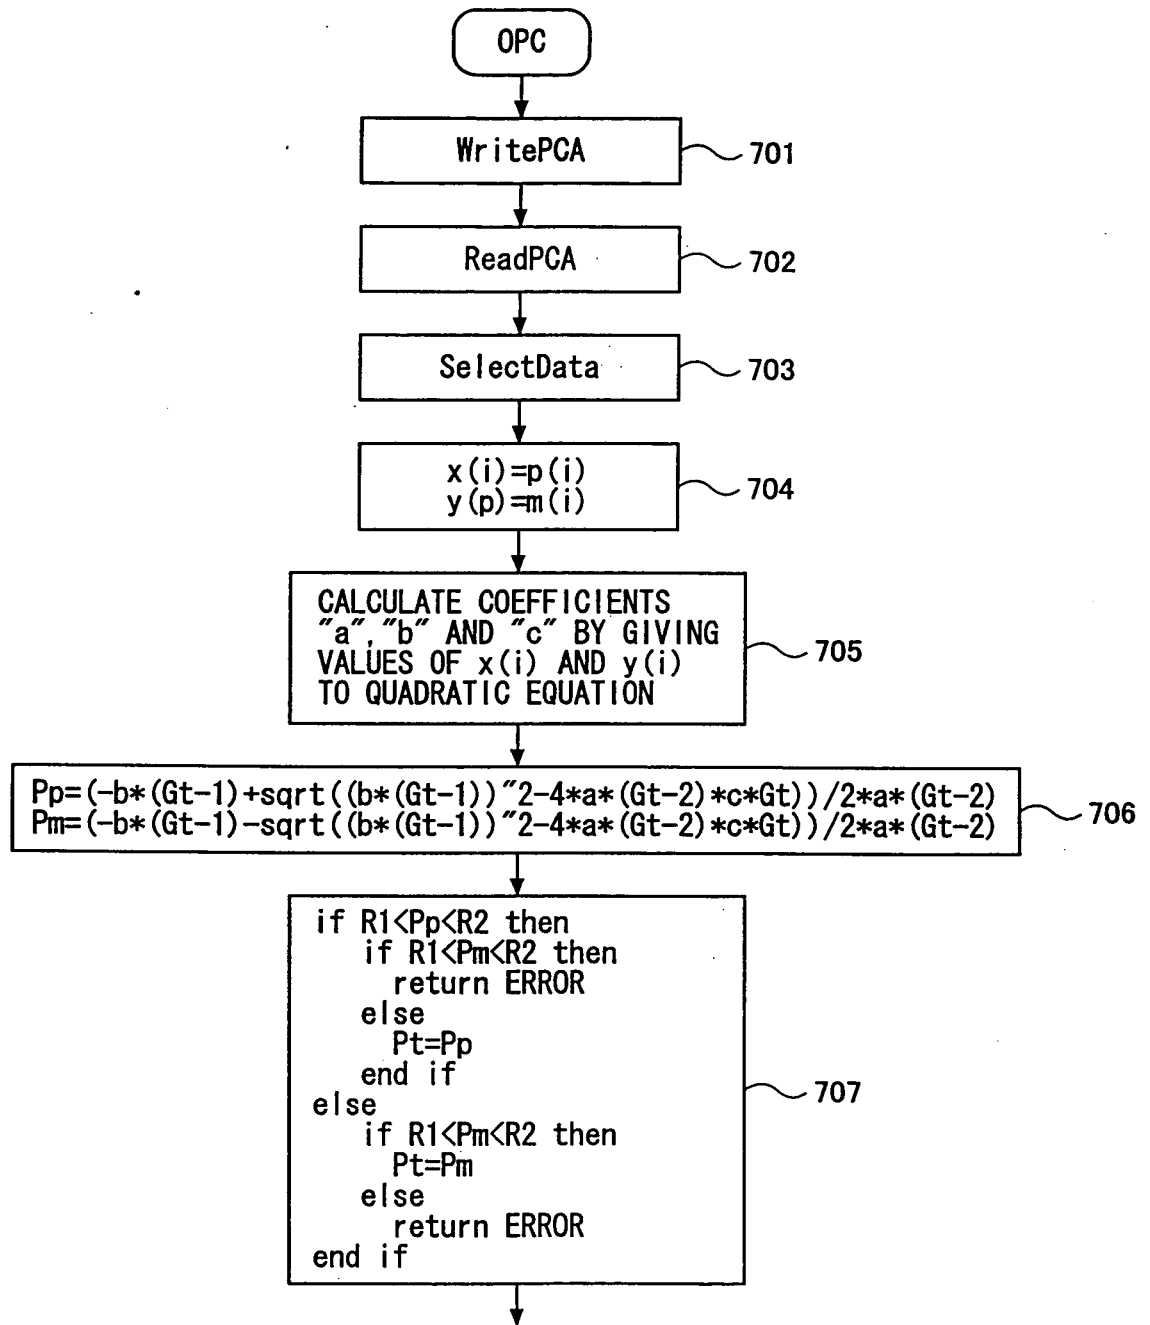 OPC
WritePCA
701
ReadPCA
702
SelectData
703
x(i)=p(i)
y(p)=m(i)
704
CALCULATE COEFFICIENTS
"a","b" AND "c" BY GIVING
VALUES OF x(i) AND y(i)
TO QUADRATIC EQUATION
705
Pp=(-b*(Gt-1)+sqrt((b*(Gt-1))"2-4*a*(Gt-2)*c*Gt))/2*a*(Gt-2)
Pm=(-b*(Gt-1)-sqrt((b*(Gt-1))"2-4*a*(Gt-2)*c*Gt))/2*a*(Gt-2)
706
if R1<Pp<R2 then
if R1<Pm<R2 then
return ERROR
else
Pt=Pp
end if
else
if R1<Pm<R2 then
Pt=Pm
else
return ERROR
end if
707